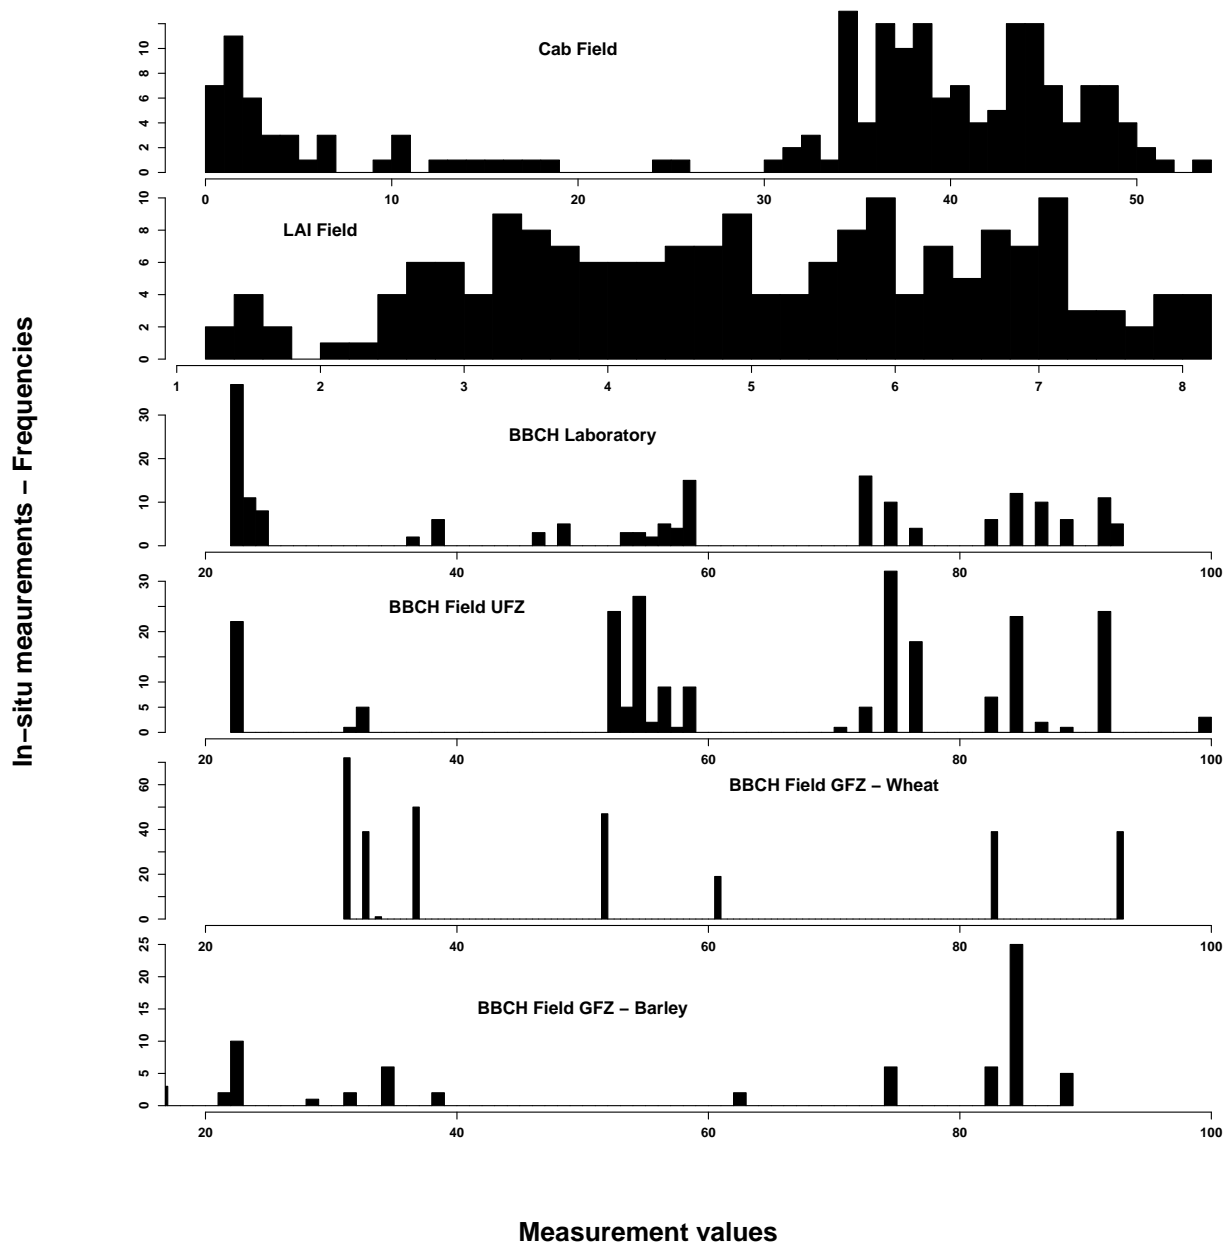 In−situ meaurements − Frequencies
Cab Field
0 2 4 6 8 10
0 10 20 30 40 50
LAI Field
0 2 4 6 8 10
1 2 3 4 5 6 7 8
BBCH Laboratory
0 10 20 30
20 40 60 80 100
BBCH Field UFZ
0 5 10 20 30
20 40 60 80 100
BBCH Field GFZ − Wheat
0 20 40 60
20 40 60 80 100
BBCH Field GFZ − Barley
0 5 10 15 20 25
20 40 60 80 100
Measurement values